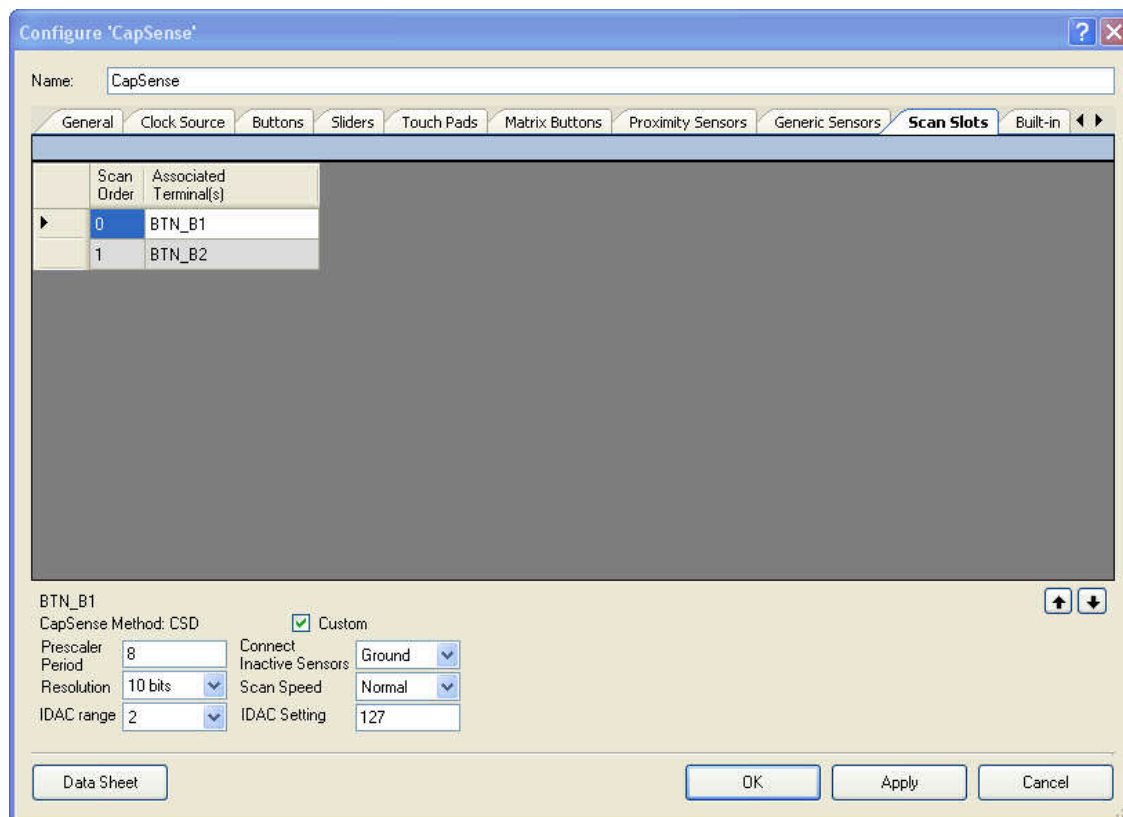 Configure 'CapSense'
Name: CapSense
General Clock Source Buttons Sliders Touch Pads Matrix Buttons Proximity Sensors Generic Sensors Scan Slots Built-in
Scan Order Associated Terminal(s)
0 BTN_B1
1 BTN_B2
BTN_B1
CapSense Method: CSD Custom
Prescaler Period 8 Connect Inactive Sensors Ground
Resolution 10 bits Scan Speed Normal
IDAC range 2 IDAC Setting 127
Data Sheet OK Apply Cancel